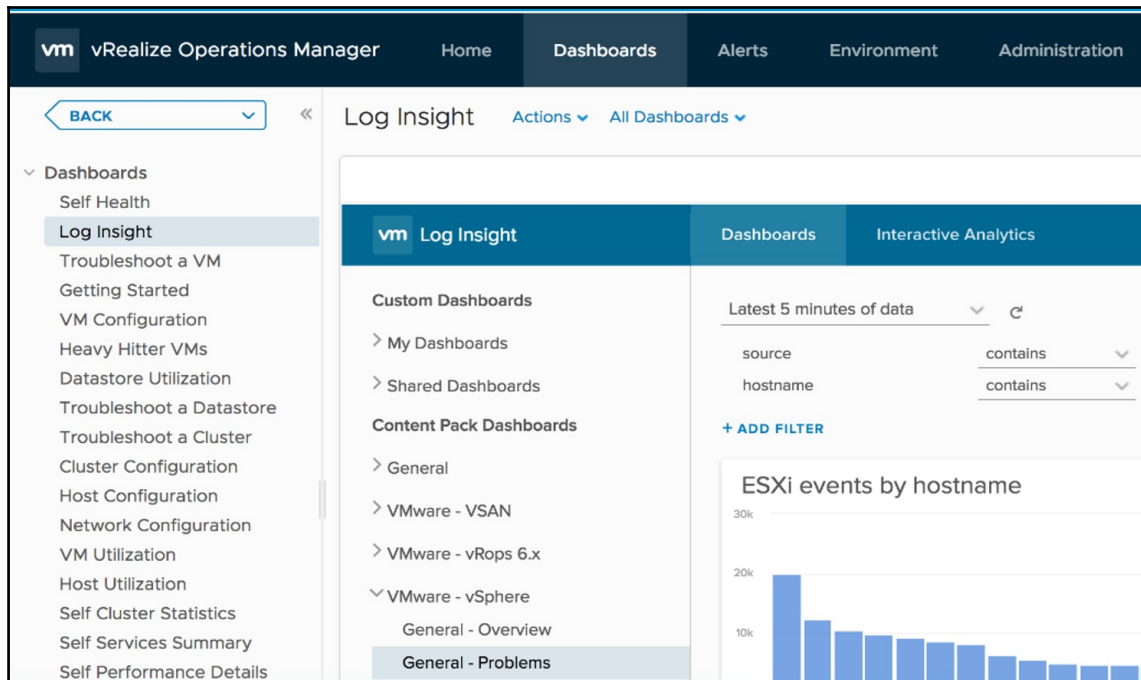 vm vRealize Operations Manager Home Dashboards Alerts Environment Administration
BACK
Log Insight Actions All Dashboards
Dashboards
Self Health
Log Insight
Troubleshoot a VM
Getting Started
VM Configuration
Heavy Hitter VMs
Datastore Utilization
Troubleshoot a Datastore
Troubleshoot a Cluster
Cluster Configuration
Host Configuration
Network Configuration
VM Utilization
Host Utilization
Self Cluster Statistics
Self Services Summary
Self Performance Details
vm Log Insight Dashboards Interactive Analytics
Custom Dashboards
My Dashboards
Shared Dashboards
Content Pack Dashboards
General
VMware - VSAN
VMware - vRops 6.x
VMware - vSphere
General - Overview
General - Problems
Latest 5 minutes of data
source contains
hostname contains
+ ADD FILTER
ESXi events by hostname
30k
20k
10k